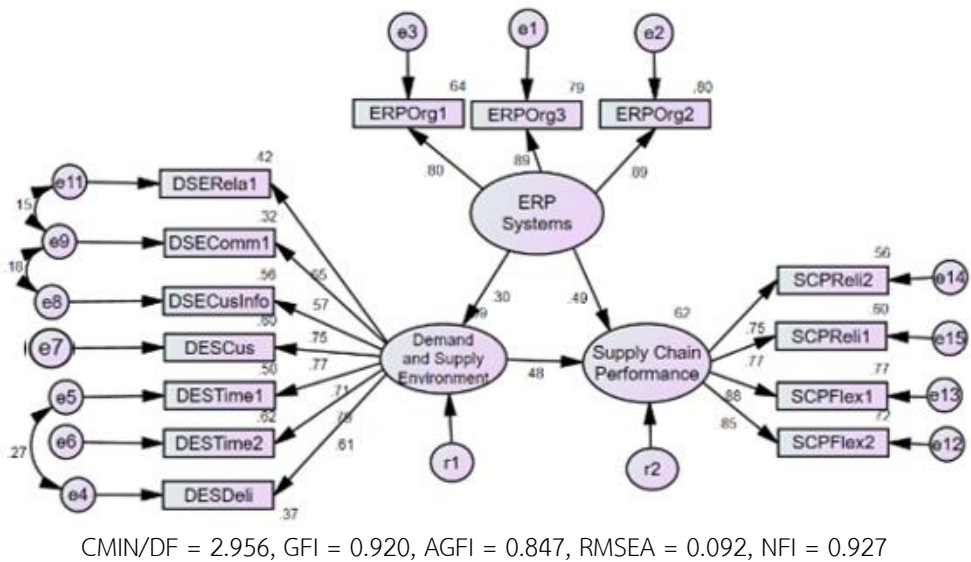 e3
e1
e2
.64
.79
.80
ERPOrg1
ERPOrg3
ERPOrg2
.80
.89
.89
ERP
Systems
.42
e11
DSERela1
.15
.32
e9
DSEComm1
.18
.56
e8
DSECusInfo
.65
.57
.60
e7
DESCus
.75
.77
.50
e5
DESTime1
.71
.62
e6
DESTime2
.61
.27
e4
DESDeli
.37
.30
.49
Demand
and Supply
Environment
.48
.62
Supply Chain
Performance
r1
r2
.56
SCPReli2
e14
.60
.75
SCPReli1
e15
.77
.77
SCPFlex1
e13
.88
.72
.85
SCPFlex2
e12
CMIN/DF = 2.956, GFI = 0.920, AGFI = 0.847, RMSEA = 0.092, NFI = 0.927